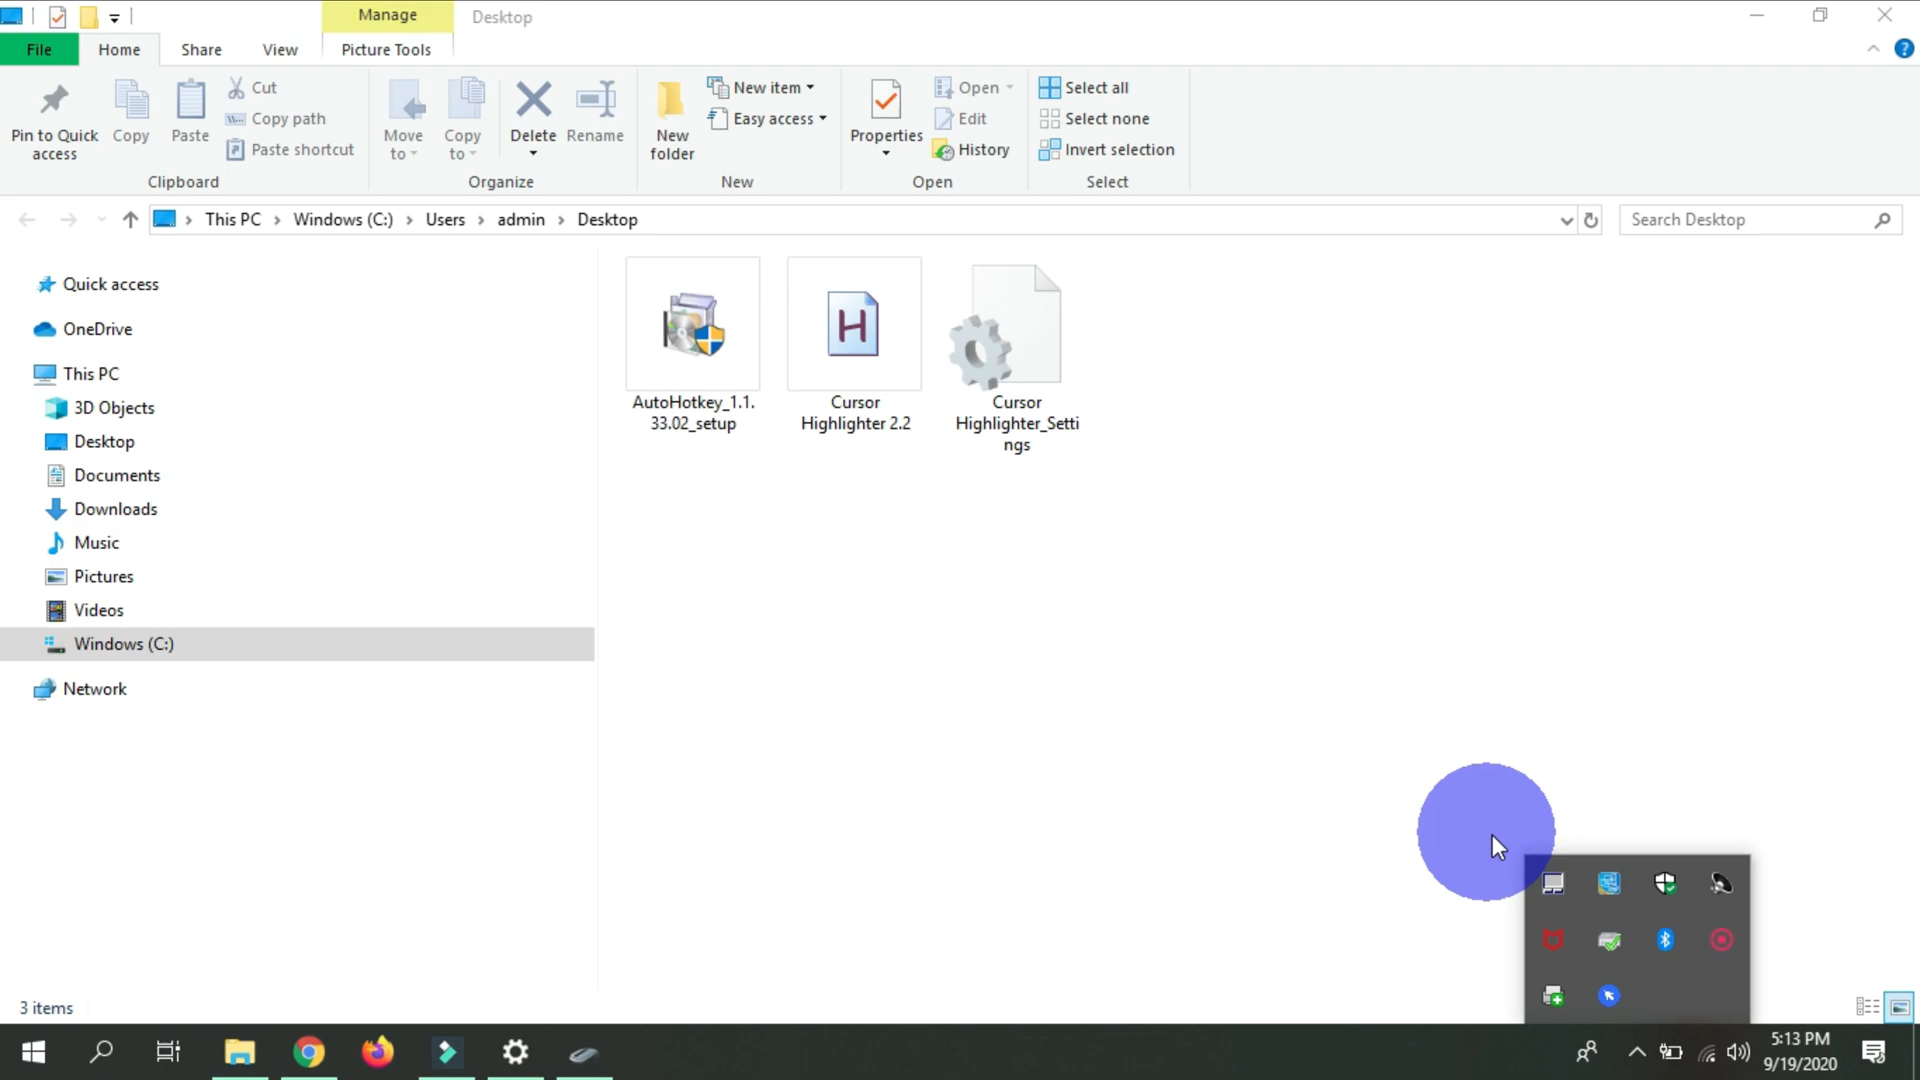 Manage
Desktop
File
Home
Share
View
Picture Tools
?
Pin to Quick
access
Copy
Paste
Cut
Copy path
Paste shortcut
Clipboard
Move
to
Copy
to
Delete
Rename
Organize
New
folder
New item
Easy access
New
Properties
Open
Edit
History
Open
Select all
Select none
Invert selection
Select
This PC > Windows (C:) > Users > admin > Desktop
Search Desktop
Quick access
OneDrive
This PC
3D Objects
Desktop
Documents
Downloads
Music
Pictures
Videos
Windows (C:)
Network
H
AutoHotkey_1.1.
33.02_setup
Cursor
Highlighter 2.2
Cursor
Highlighter_Setti
ngs
3 items
5:13 PM
9/19/2020